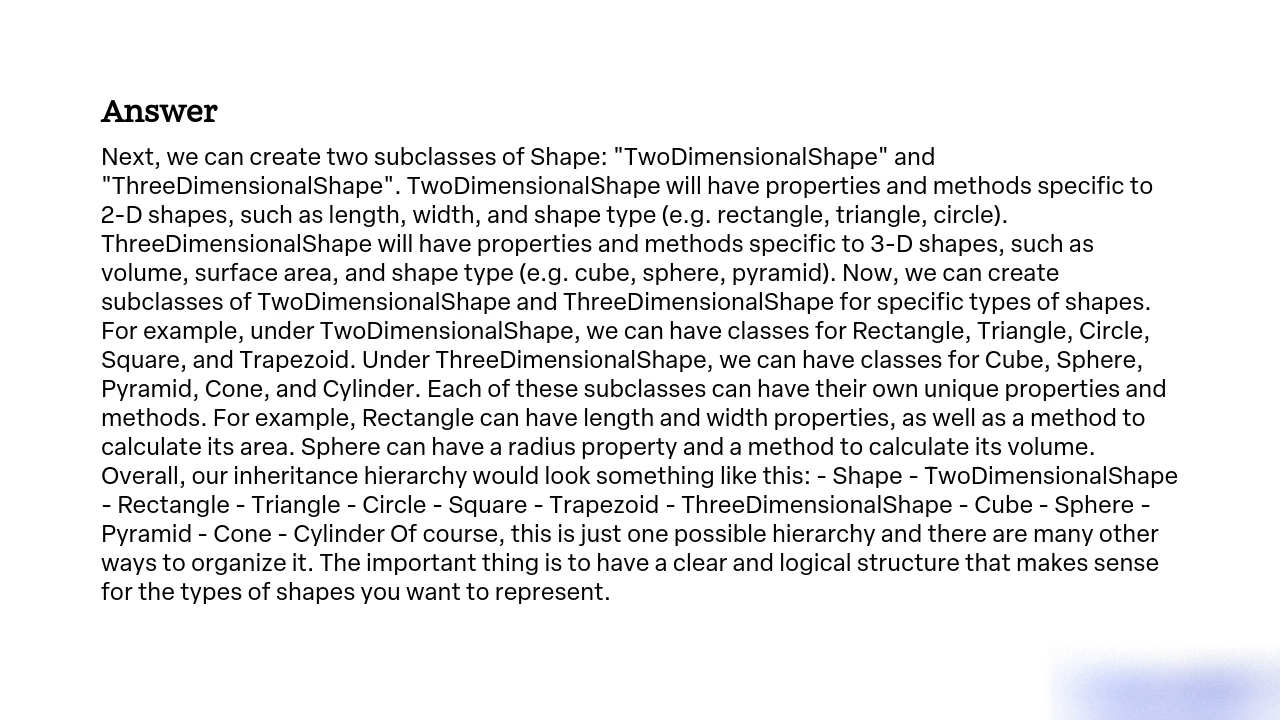 Answer
Next, we can create two subclasses of Shape: "TwoDimensionalShape" and
"ThreeDimensionalShape". TwoDimensionalShape will have properties and methods specific to
2-D shapes, such as length, width, and shape type (e.g. rectangle, triangle, circle).
ThreeDimensionalShape will have properties and methods specific to 3-D shapes, such as
volume, surface area, and shape type (e.g. cube, sphere, pyramid). Now, we can create
subclasses of TwoDimensionalShape and ThreeDimensionalShape for specific types of shapes.
For example, under TwoDimensionalShape, we can have classes for Rectangle, Triangle, Circle,
Square, and Trapezoid. Under ThreeDimensionalShape, we can have classes for Cube, Sphere,
Pyramid, Cone, and Cylinder. Each of these subclasses can have their own unique properties and
methods. For example, Rectangle can have length and width properties, as well as a method to
calculate its area. Sphere can have a radius property and a method to calculate its volume.
Overall, our inheritance hierarchy would look something like this: - Shape - TwoDimensionalShape
- Rectangle - Triangle - Circle - Square - Trapezoid - ThreeDimensionalShape - Cube - Sphere -
Pyramid - Cone - Cylinder Of course, this is just one possible hierarchy and there are many other
ways to organize it. The important thing is to have a clear and logical structure that makes sense
for the types of shapes you want to represent.